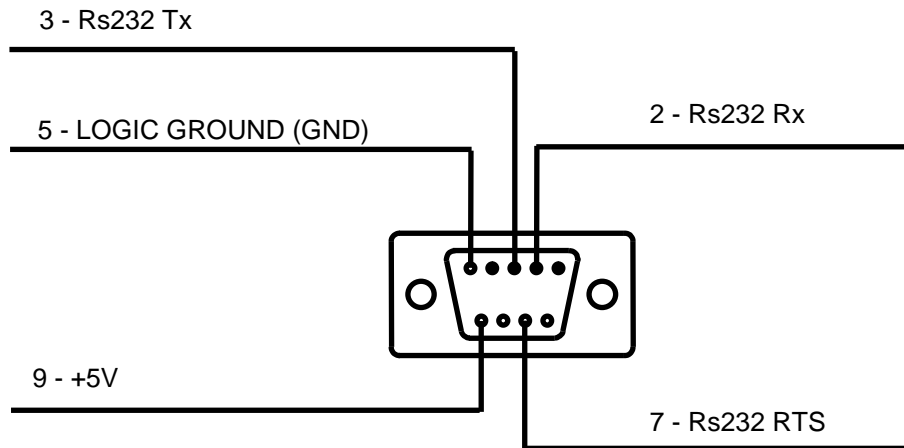 3 - Rs232 Tx
5 - LOGIC GROUND (GND)
2 - Rs232 Rx
9 - +5V
7 - Rs232 RTS